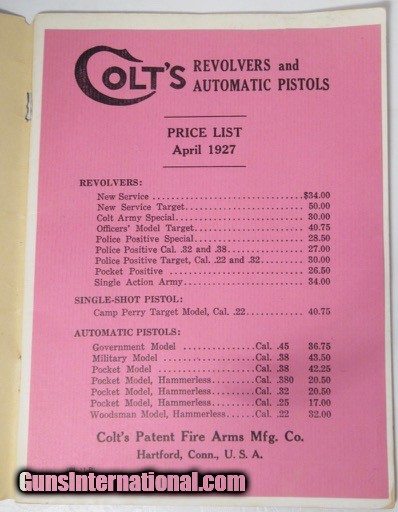 COLT'S REVOLVERS and
AUTOMATIC PISTOLS
PRICE LIST
April 1927
REVOLVERS:
New Service ............................ $34.00
New Service Target ..................... 50.00
Colt Army Special ...................... 30.00
Officers' Model Target ................. 40.75
Police Positive Special ................ 28.50
Police Positive Cal. .32 and .38 ....... 27.00
Police Positive Target, Cal. .22 and .32 ........ 30.00
Pocket Positive ........................ 26.50
Single Action Army ..................... 34.00
SINGLE-SHOT PISTOL:
Camp Perry Target Model, Cal. .22 ...... 40.75
AUTOMATIC PISTOLS:
Government Model .............. Cal. .45 36.75
Military Model ................ Cal. .38 43.50
Pocket Model .................. Cal. .38 42.25
Pocket Model, Hammerless ...... Cal. .380 20.50
Pocket Model, Hammerless ...... Cal. .32 20.50
Pocket Model, Hammerless ...... Cal. .25 17.00
Woodsman Model, Hammerless .... Cal. .22 32.00
Colt's Patent Fire Arms Mfg. Co.
Hartford, Conn., U. S. A.
GunsInternational.com